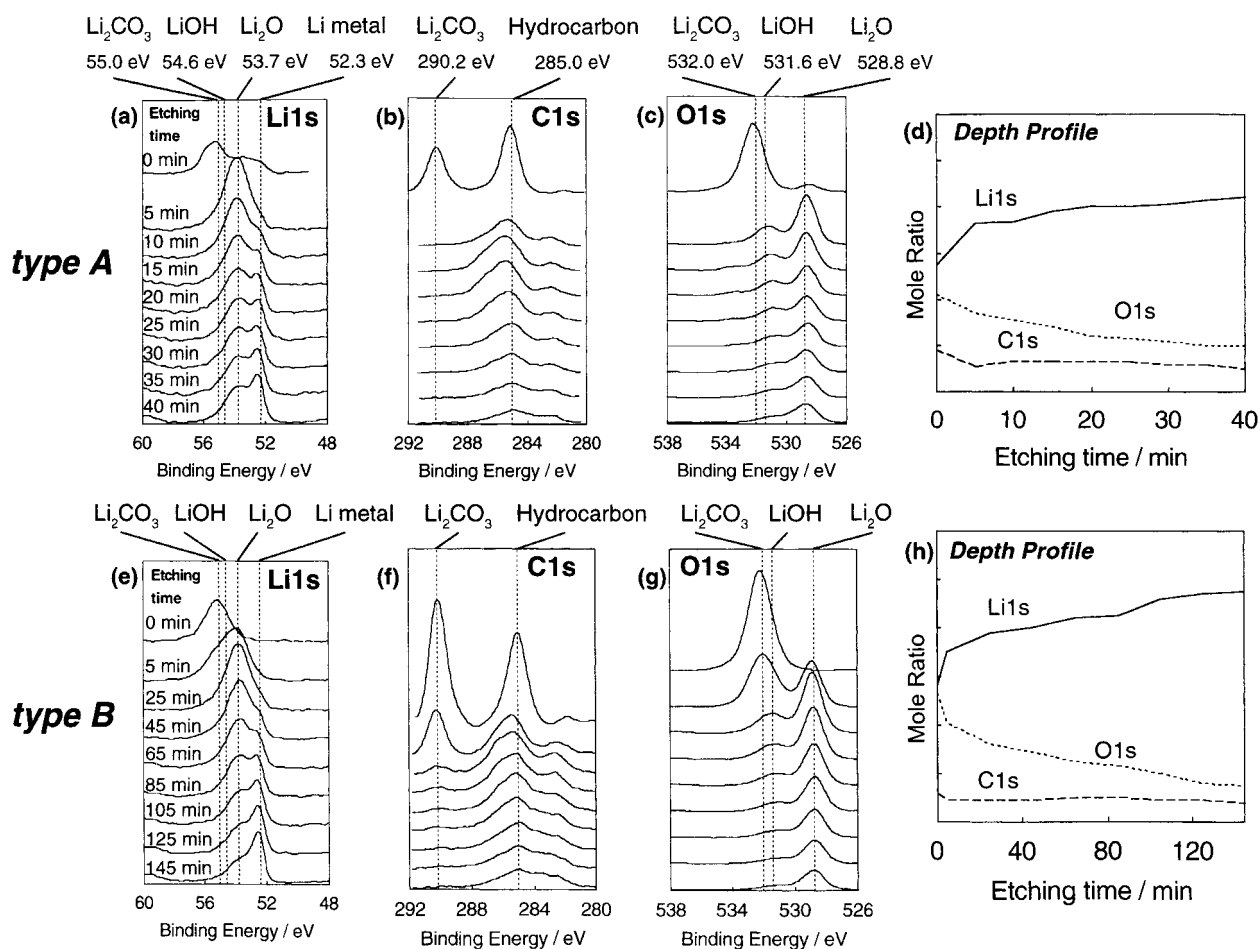 Li₂CO₃ LiOH Li₂O Li metal Li₂CO₃ Hydrocarbon Li₂CO₃ LiOH Li₂O
55.0 eV 54.6 eV 53.7 eV 52.3 eV 290.2 eV 285.0 eV 532.0 eV 531.6 eV 528.8 eV
(a) Li1s
Etching
time
0 min
5 min
10 min
15 min
20 min
25 min
30 min
35 min
40 min
60 56 52 48
Binding Energy / eV
(b) C1s
292 288 284 280
Binding Energy / eV
(c) O1s
538 534 530 526
Binding Energy / eV
(d) Depth Profile
Li1s
O1s
C1s
Mole Ratio
0 10 20 30 40
Etching time / min
type A
Li₂CO₃ LiOH Li₂O Li metal Li₂CO₃ Hydrocarbon Li₂CO₃ LiOH Li₂O
(e) Li1s
Etching
time
0 min
5 min
25 min
45 min
65 min
85 min
105 min
125 min
145 min
60 56 52 48
Binding Energy / eV
(f) C1s
292 288 284 280
Binding Energy / eV
(g) O1s
538 534 530 526
Binding Energy / eV
(h) Depth Profile
Li1s
O1s
C1s
Mole Ratio
0 40 80 120
Etching time / min
type B